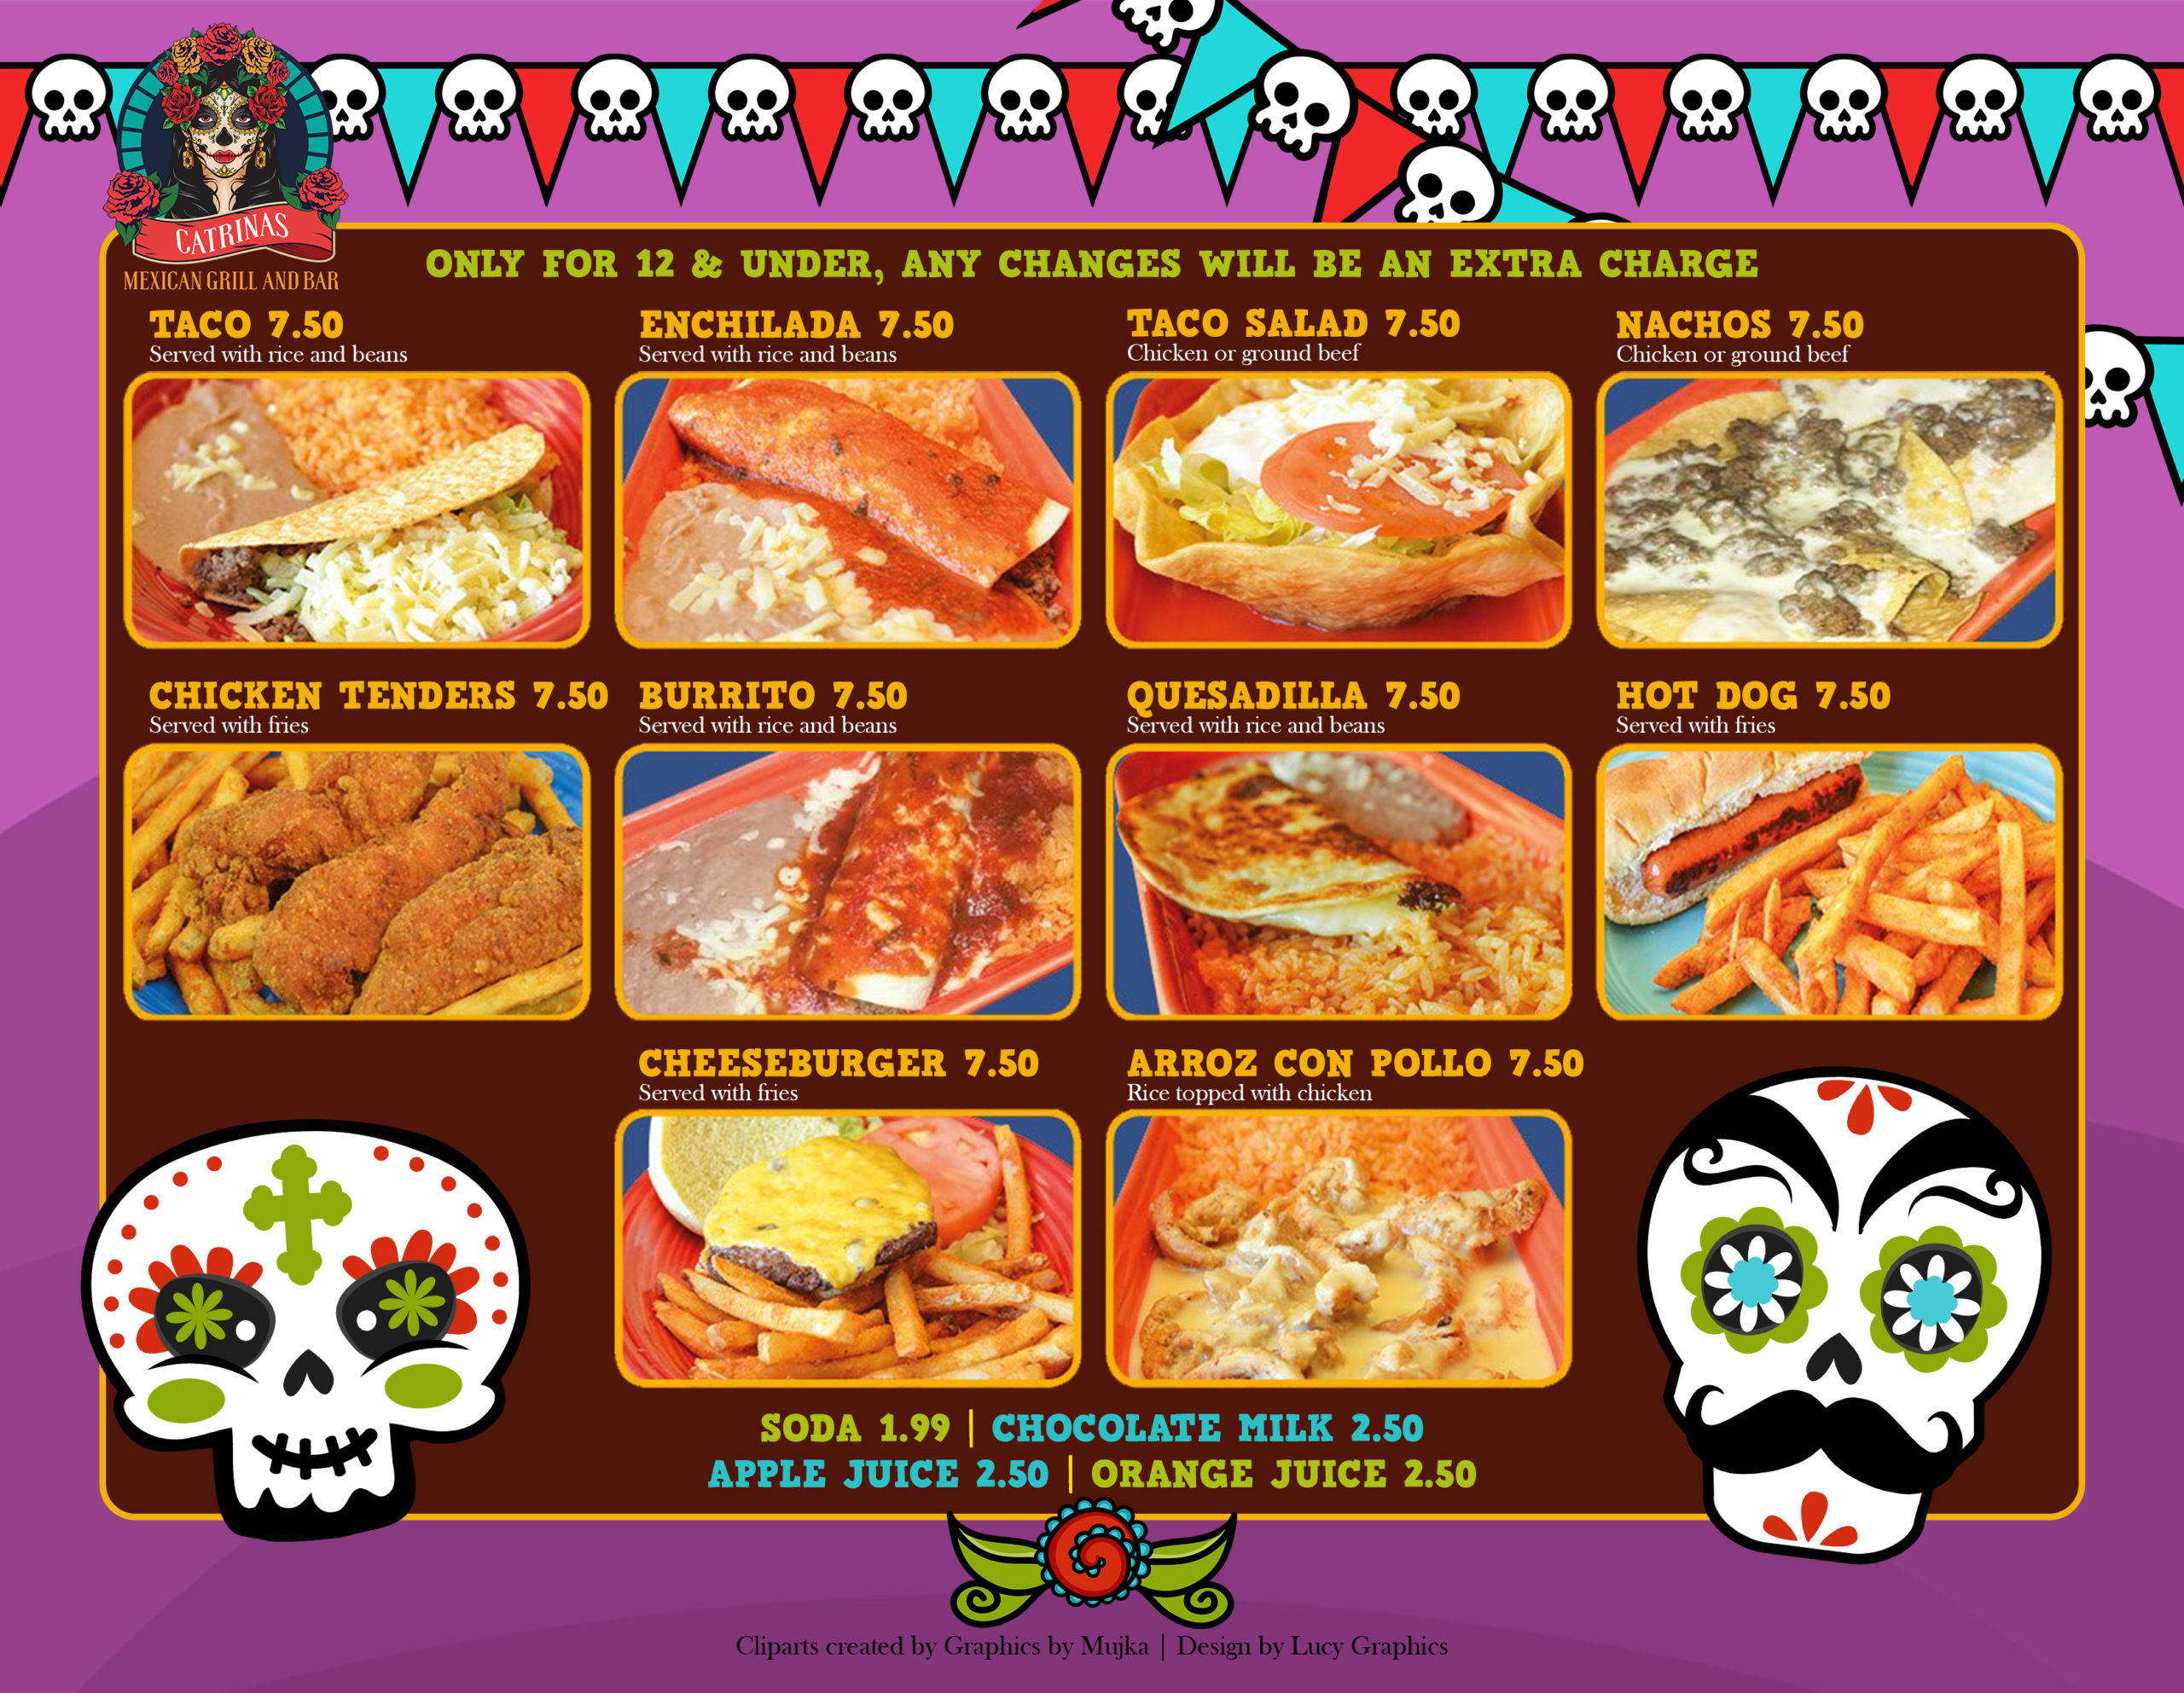 CATRINAS
MEXICAN GRILL AND BAR
ONLY FOR 12 & UNDER, ANY CHANGES WILL BE AN EXTRA CHARGE
TACO 7.50
Served with rice and beans
ENCHILADA 7.50
Served with rice and beans
TACO SALAD 7.50
Chicken or ground beef
NACHOS 7.50
Chicken or ground beef
CHICKEN TENDERS 7.50
Served with fries
BURRITO 7.50
Served with rice and beans
QUESADILLA 7.50
Served with rice and beans
HOT DOG 7.50
Served with fries
CHEESEBURGER 7.50
Served with fries
ARROZ CON POLLO 7.50
Rice topped with chicken
SODA 1.99 | CHOCOLATE MILK 2.50
APPLE JUICE 2.50 | ORANGE JUICE 2.50
Cliparts created by Graphics by Mujka | Design by Lucy Graphics